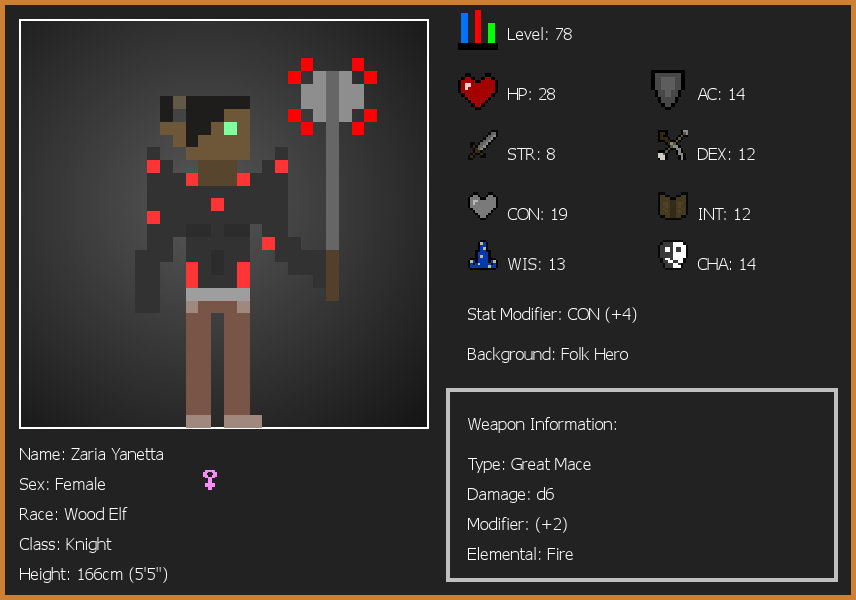 Level: 78
HP: 28
AC: 14
STR: 8
DEX: 12
CON: 19
INT: 12
WIS: 13
CHA: 14
Stat Modifier: CON (+4)
Background: Folk Hero
Weapon Information:
Type: Great Mace
Damage: d6
Modifier: (+2)
Elemental: Fire
Name: Zaria Yanetta
Sex: Female
Race: Wood Elf
Class: Knight
Height: 166cm (5'5")